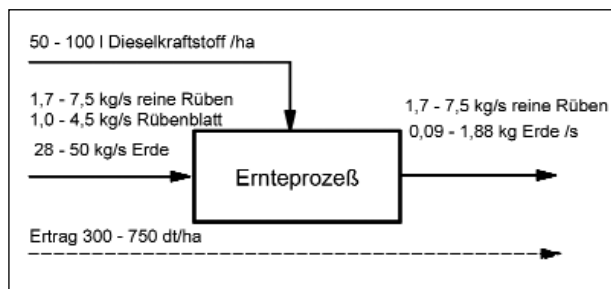 50 - 100 l Dieselkraftstoff /ha
1,7 - 7,5 kg/s reine Rüben
1,0 - 4,5 kg/s Rübenblatt
28 - 50 kg/s Erde
Ernteprozeß
1,7 - 7,5 kg/s reine Rüben
0,09 - 1,88 kg Erde /s
Ertrag 300 - 750 dt/ha